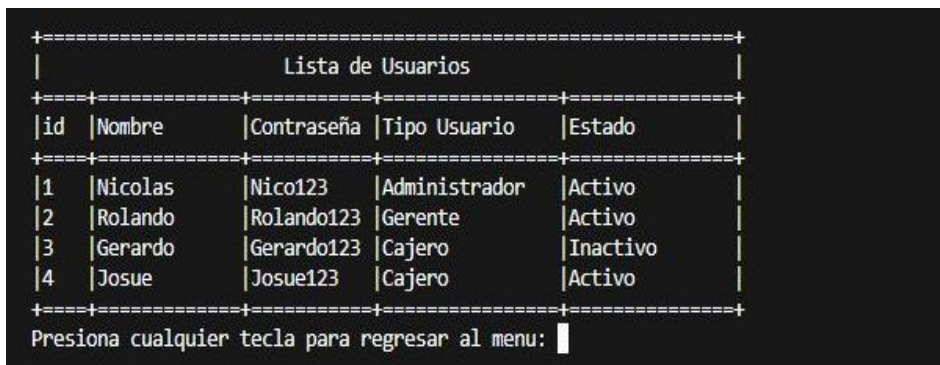 +===============================================================+
| Lista de Usuarios |
+====+=============+===========+================+===============+
|id |Nombre |Contraseña |Tipo Usuario |Estado |
+====+=============+===========+================+===============+
|1 |Nicolas |Nico123 |Administrador |Activo |
|2 |Rolando |Rolando123 |Gerente |Activo |
|3 |Gerardo |Gerardo123 |Cajero |Inactivo |
|4 |Josue |Josue123 |Cajero |Activo |
+====+=============+===========+================+===============+
Presiona cualquier tecla para regresar al menu: